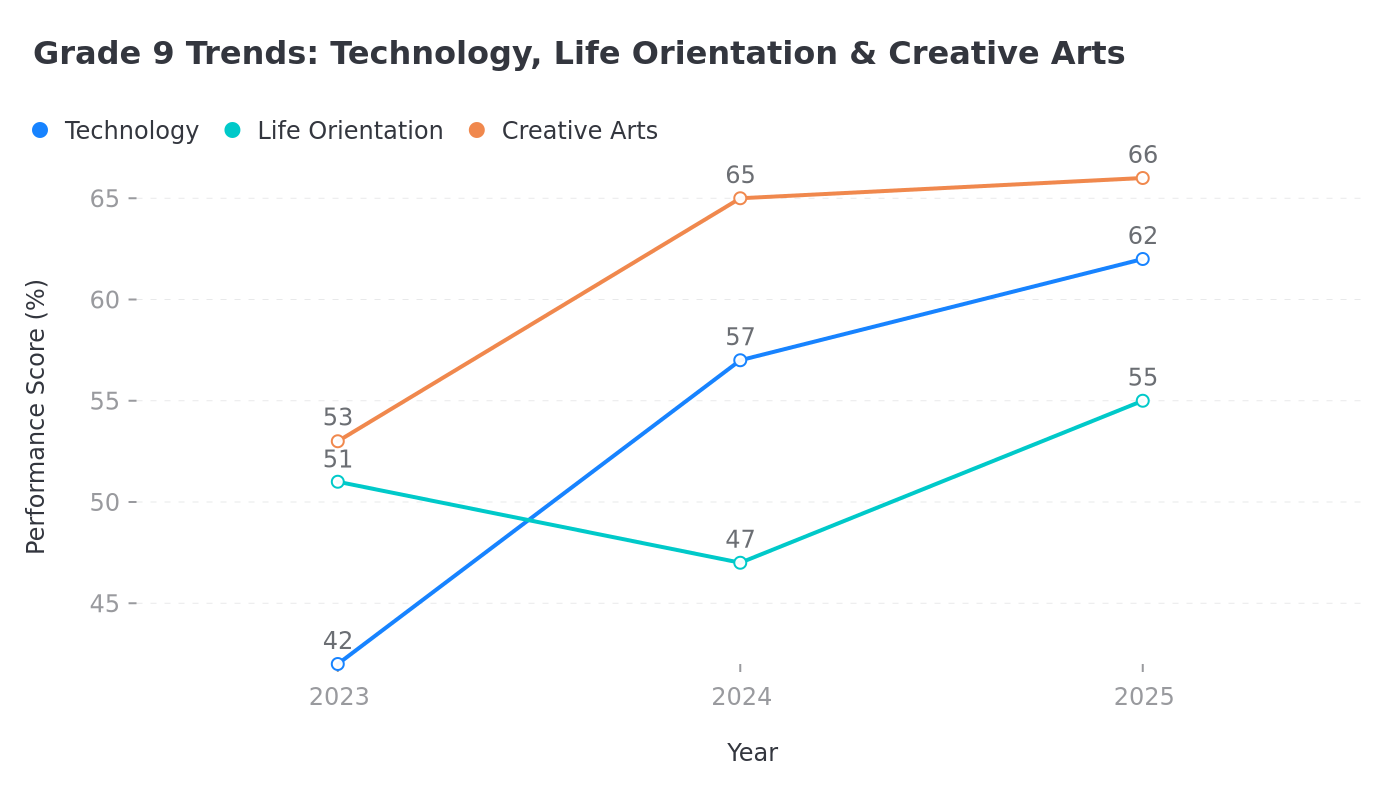 Grade 9 Trends: Technology, Life Orientation & Creative Arts
Technology Life Orientation Creative Arts
66
65
65
62
60
57
55
55
53
51
50
47
45
42
Performance Score (%)
2023 2024 2025
Year